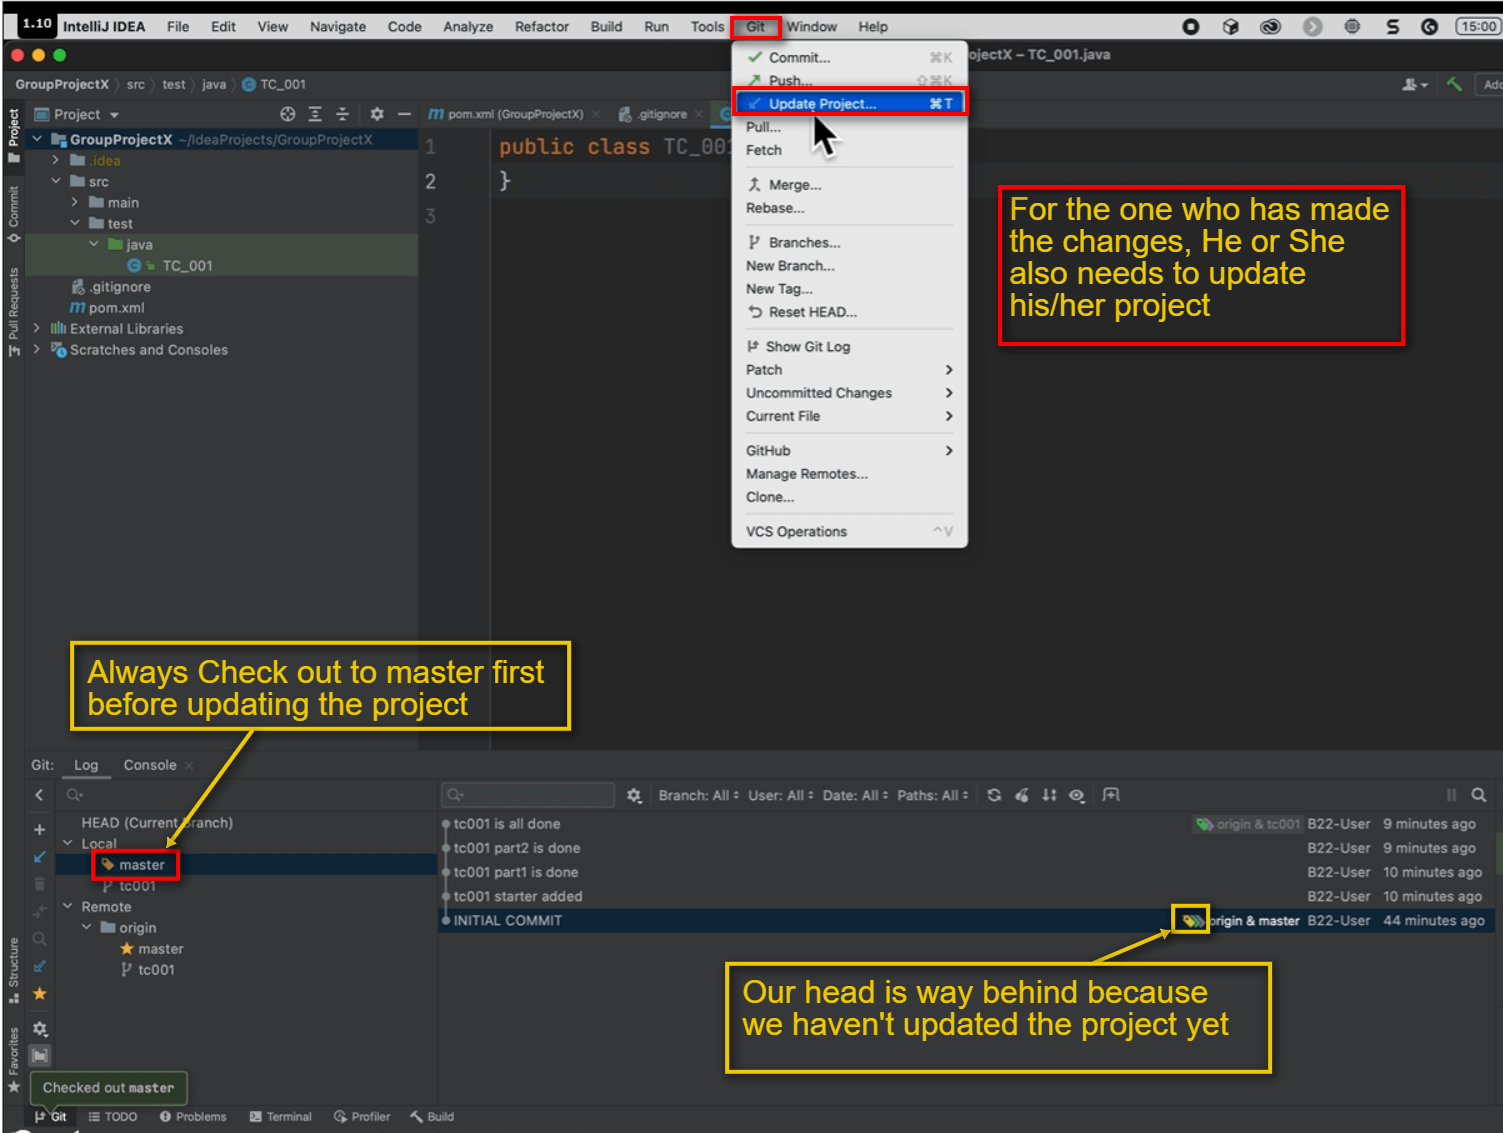 1.10 IntelliJ IDEA File Edit View Navigate Code Analyze Refactor Build Run Tools Git Window Help 15:00
ojectX – TC_001.java
GroupProjectX src test java TC_001
Add
Project
pom.xml (GroupProjectX)
.gitignore
GroupProjectX ~/IdeaProjects/GroupProjectX
.idea
src
main
test
java
TC_001
.gitignore
pom.xml
External Libraries
Scratches and Consoles
Project
Commit
Pull Requests
Structure
Favorites
1 public class TC_001
2 }
3
Commit... ⌘K
Push... ⇧⌘K
Update Project... ⌘T
Pull...
Fetch
Merge...
Rebase...
Branches...
New Branch...
New Tag...
Reset HEAD...
Show Git Log
Patch
Uncommitted Changes
Current File
GitHub
Manage Remotes...
Clone...
VCS Operations ^V
For the one who has made
the changes, He or She
also needs to update
his/her project
Always Check out to master first
before updating the project
Git: Log Console
Branch: All User: All Date: All Paths: All
HEAD (Current Branch)
Local
master
tc001
Remote
origin
master
tc001
tc001 is all done origin & tc001 B22-User 9 minutes ago
tc001 part2 is done B22-User 9 minutes ago
tc001 part1 is done B22-User 10 minutes ago
tc001 starter added B22-User 10 minutes ago
INITIAL COMMIT origin & master B22-User 44 minutes ago
Our head is way behind because
we haven't updated the project yet
Checked out master
Git TODO Problems Terminal Profiler Build